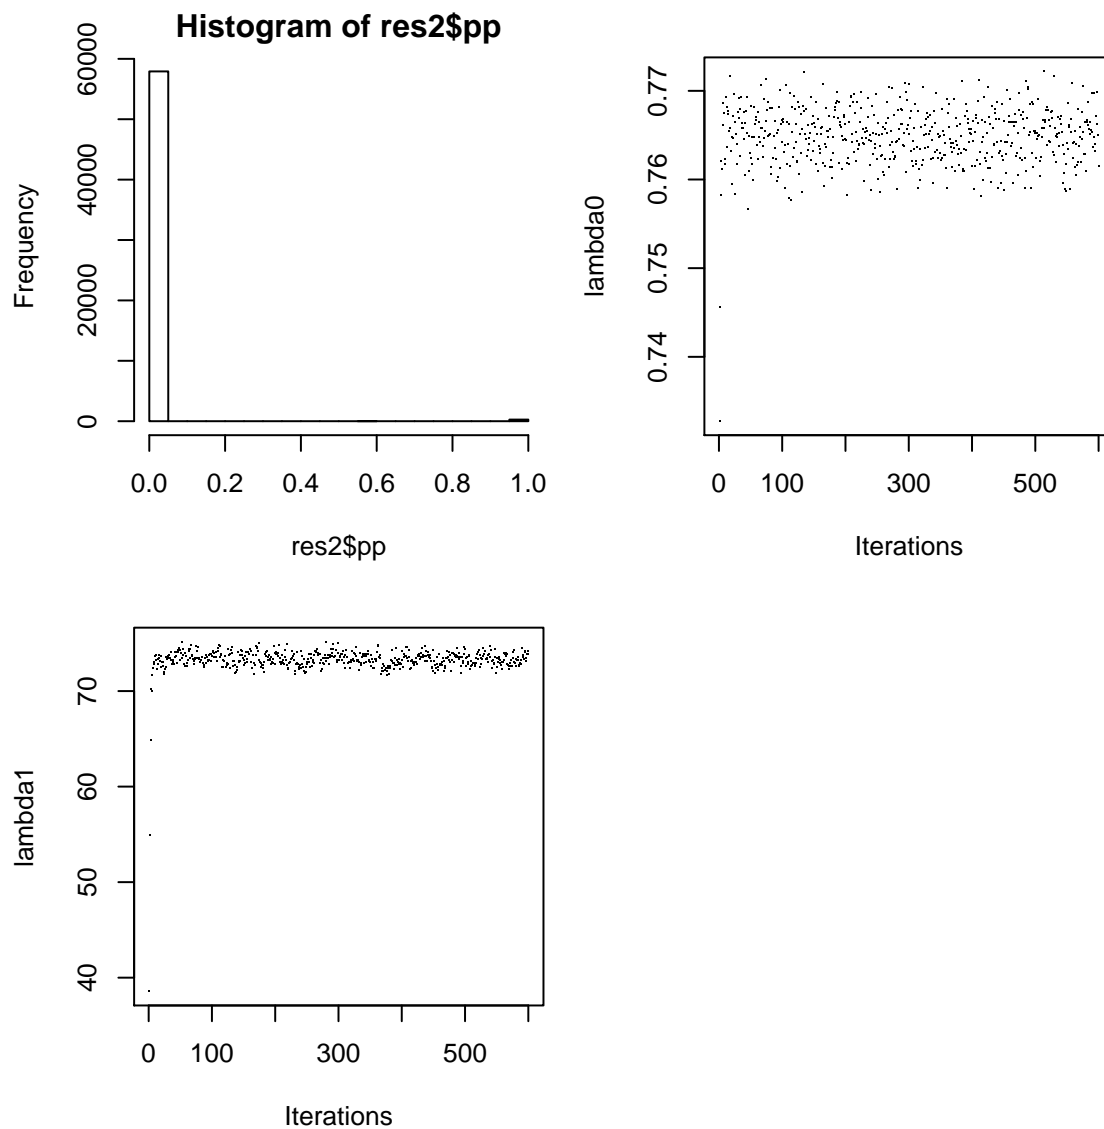 Histogram of res2$pp
Frequency
0
20000
40000
60000
0.0 0.2 0.4 0.6 0.8 1.0
res2$pp
lambda0
0.74
0.75
0.76
0.77
0 100 300 500
Iterations
lambda1
40
50
60
70
0 100 300 500
Iterations